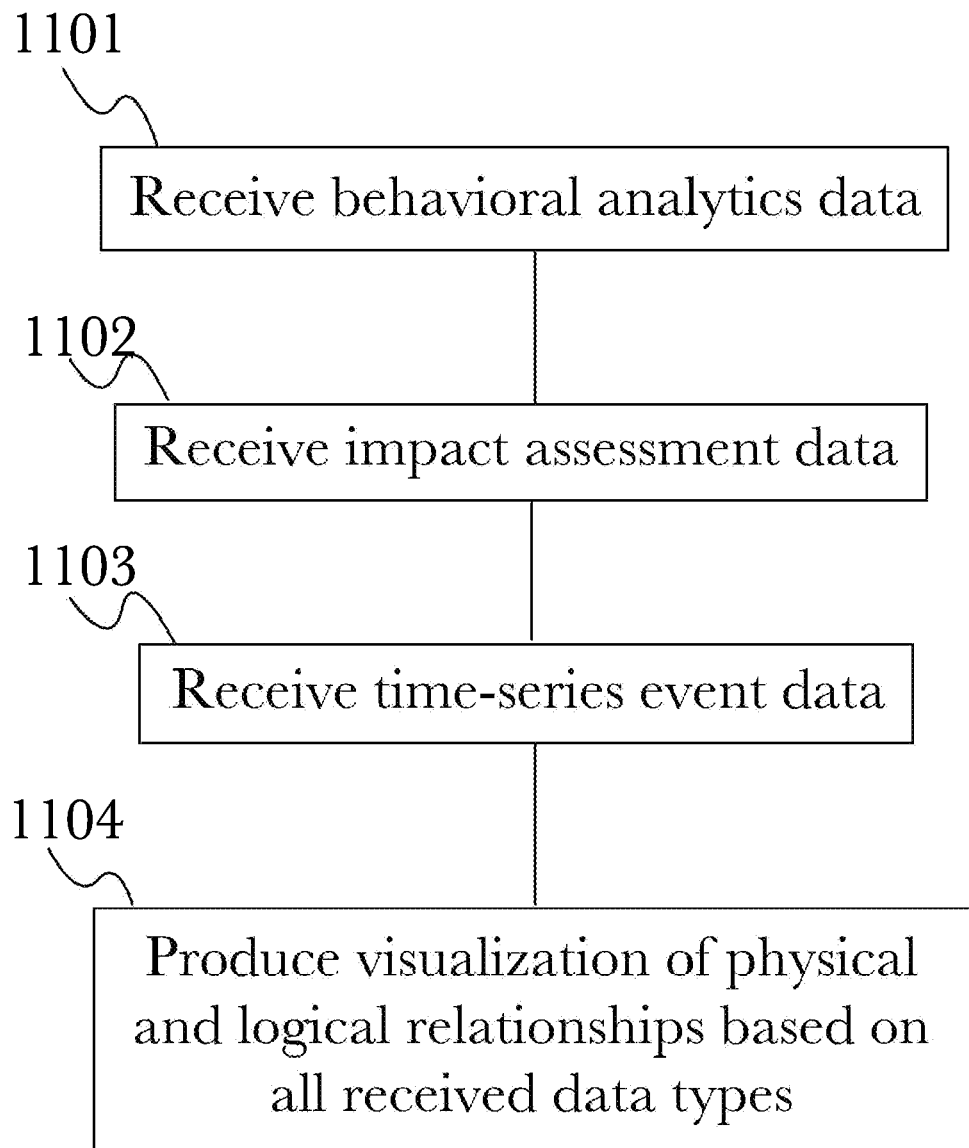 1101
Receive behavioral analytics data
1102
Receive impact assessment data
1103
Receive time-series event data
1104
Produce visualization of physical
and logical relationships based on
all received data types